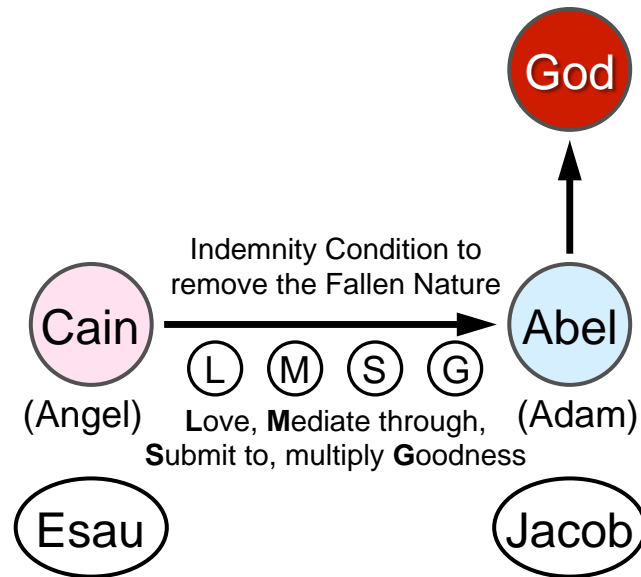 God
Indemnity Condition to
remove the Fallen Nature
Cain
Abel
L M S G
(Angel)
(Adam)
Love, Mediate through,
Submit to, multiply Goodness
Esau
Jacob